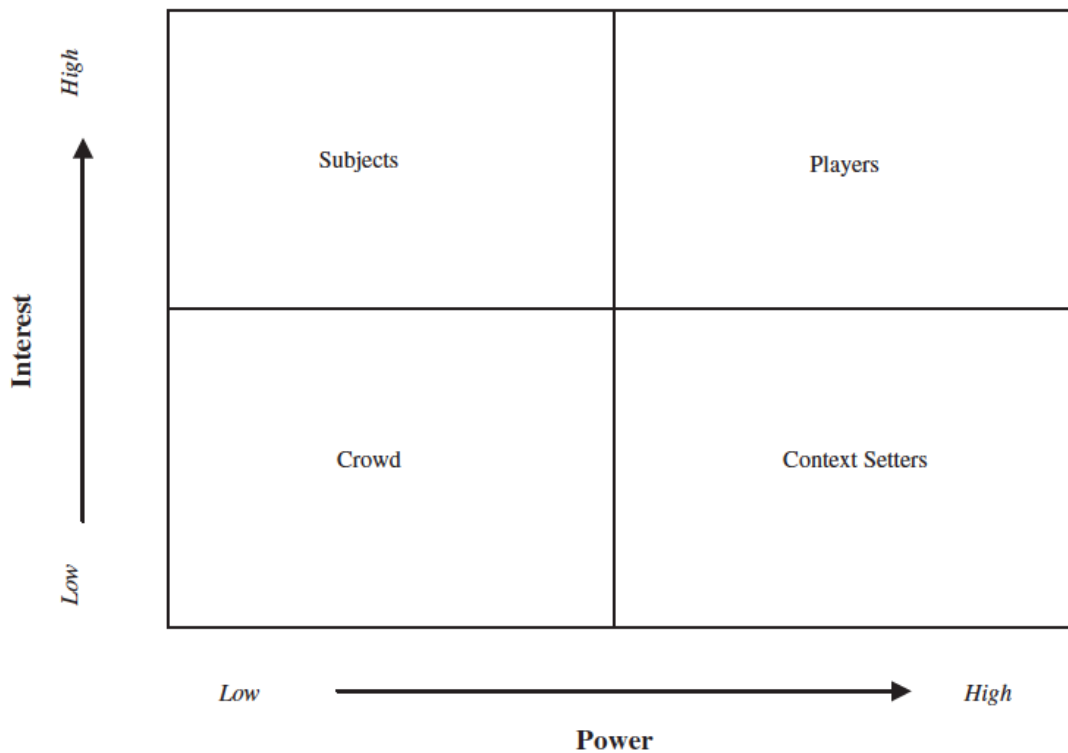 High
Subjects
Players
Interest
Crowd
Context Setters
Low
Low
High
Power